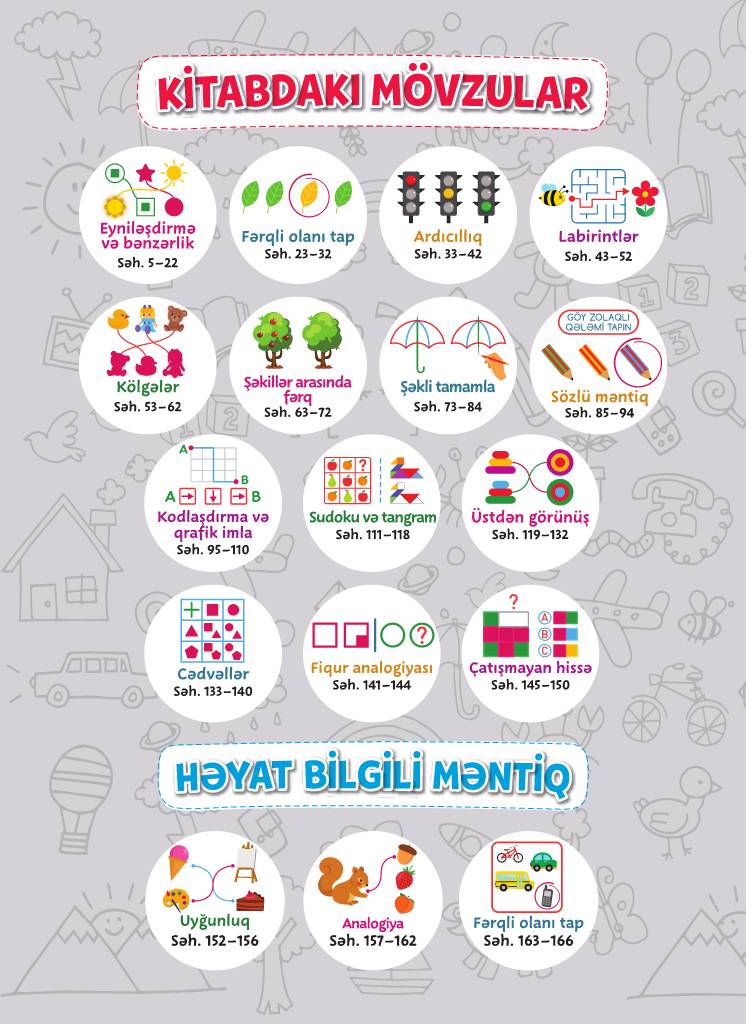 KİTABDAKI MÖVZULAR
Eyniləşdirmə
və bənzərlik
Səh. 5–22
Fərqli olanı tap
Səh. 23–32
Ardıcıllıq
Səh. 33–42
Labirintlər
Səh. 43–52
Kölgələr
Səh. 53–62
Şəkillər arasında
fərq
Səh. 63–72
Şəkli tamamla
Səh. 73–84
GÖY ZOLAQLI
QƏLƏMİ TAPIN
Sözlü məntiq
Səh. 85–94
A
B
A B
Kodlaşdırma və
qrafik imla
Səh. 95–110
?
Sudoku və tangram
Səh. 111–118
Üstdən görünüş
Səh. 119–132
Cədvəllər
Səh. 133–140
?
Fiqur analogiyası
Səh. 141–144
?
A
B
C
Çatışmayan hissə
Səh. 145–150
HƏYAT BİLGİLİ MƏNTİQ
Uyğunluq
Səh. 152–156
Analogiya
Səh. 157–162
Fərqli olanı tap
Səh. 163–166
1
2
3
1
2